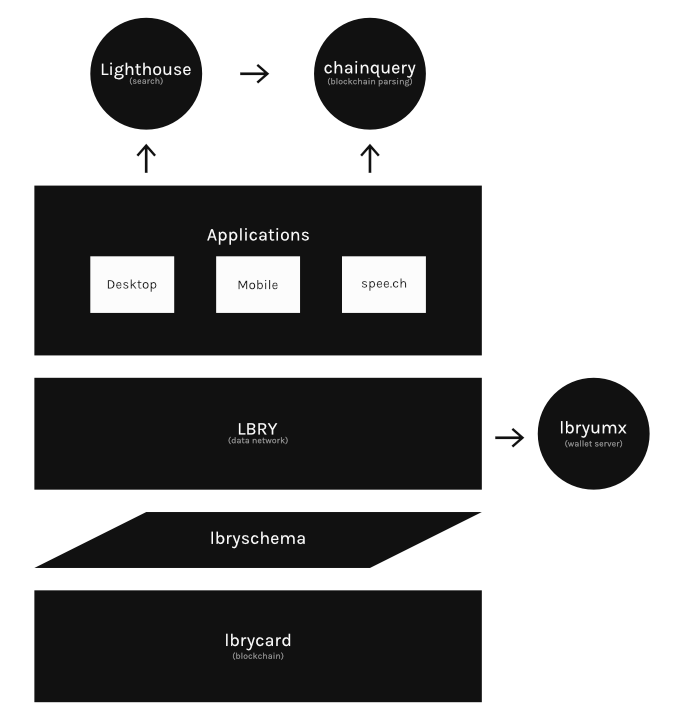 Lighthouse
(search)
chainquery
(blockchain parsing)
Applications
Desktop
Mobile
spee.ch
LBRY
(data network)
lbryumx
(wallet server)
lbryschema
lbrycard
(blockchain)